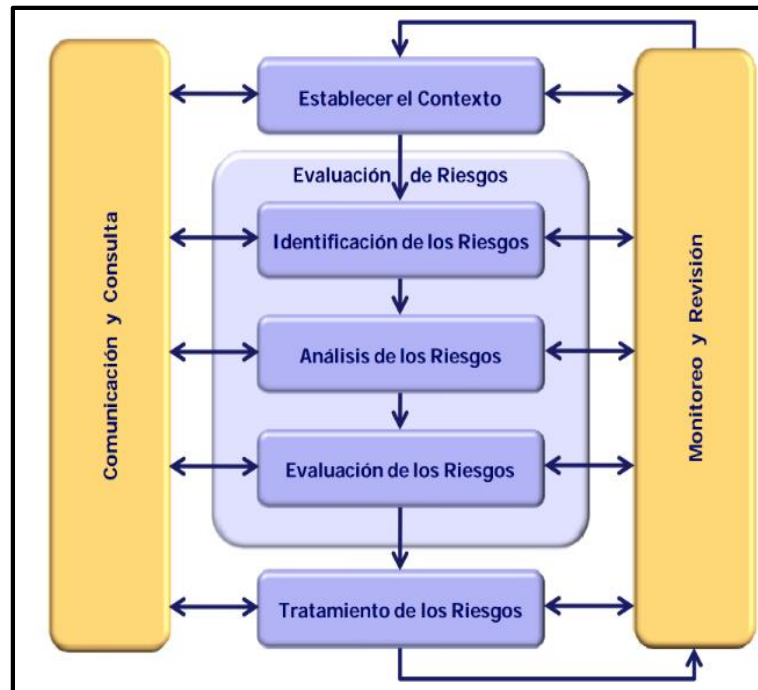 Establecer el Contexto
Evaluación de Riesgos
Identificación de los Riesgos
Análisis de los Riesgos
Evaluación de los Riesgos
Tratamiento de los Riesgos
Comunicación y Consulta
Monitoreo y Revisión